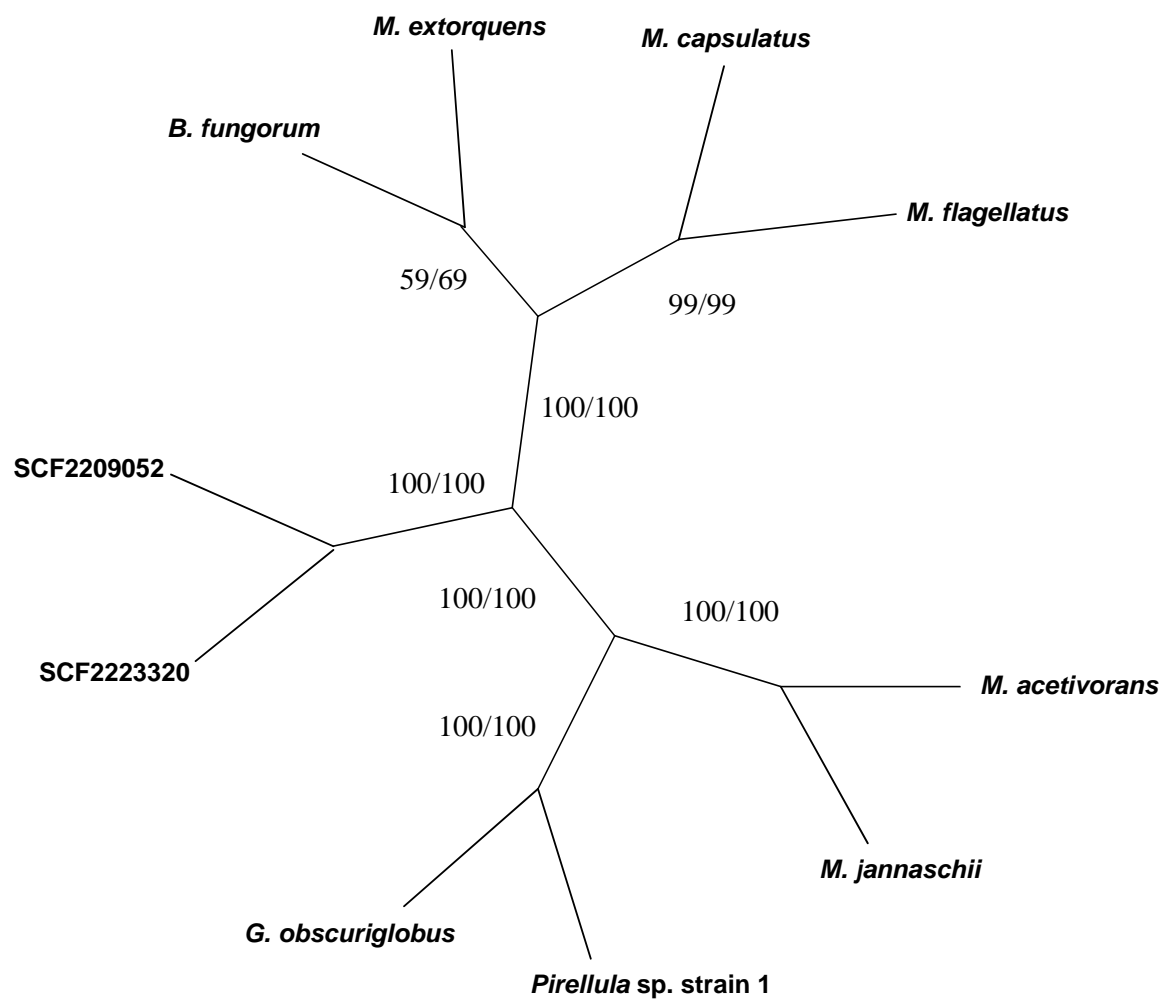 M. extorquens
M. capsulatus
B. fungorum
M. flagellatus
59/69
99/99
100/100
SCF2209052
100/100
100/100
100/100
SCF2223320
M. acetivorans
100/100
M. jannaschii
G. obscuriglobus
Pirellula sp. strain 1